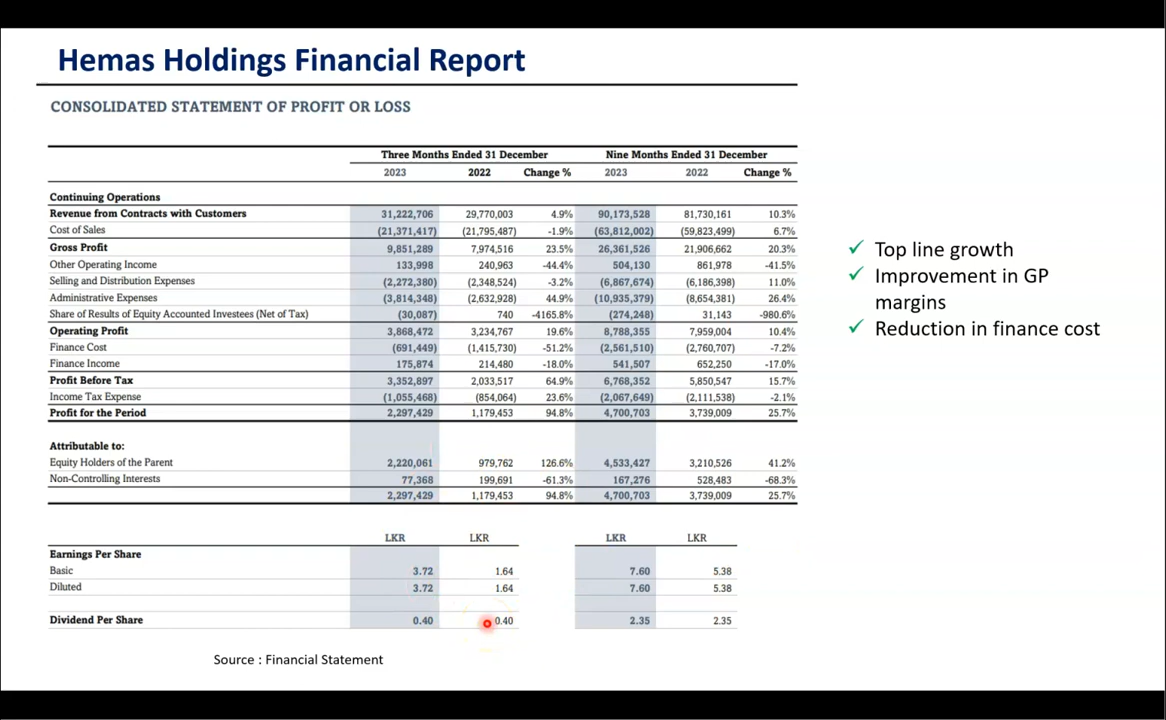 Hemas Holdings Financial Report
CONSOLIDATED STATEMENT OF PROFIT OR LOSS
Three Months Ended 31 December Nine Months Ended 31 December
2023 2022 Change % 2023 2022 Change %
Continuing Operations
Revenue from Contracts with Customers 31,222,706 29,770,003 4.9% 90,173,528 81,730,161 10.3%
Cost of Sales (21,371,417) (21,795,487) -1.9% (63,812,002) (59,823,499) 6.7%
Gross Profit 9,851,289 7,974,516 23.5% 26,361,526 21,906,662 20.3%
Other Operating Income 133,998 240,963 -44.4% 504,130 861,978 -41.5%
Selling and Distribution Expenses (2,272,380) (2,348,524) -3.2% (6,867,674) (6,186,398) 11.0%
Administrative Expenses (3,814,348) (2,632,928) 44.9% (10,935,379) (8,654,381) 26.4%
Share of Results of Equity Accounted Investees (Net of Tax) (30,087) 740 -4165.8% (274,248) 31,143 -980.6%
Operating Profit 3,868,472 3,234,767 19.6% 8,788,355 7,959,004 10.4%
Finance Cost (691,449) (1,415,730) -51.2% (2,561,510) (2,760,707) -7.2%
Finance Income 175,874 214,480 -18.0% 541,507 652,250 -17.0%
Profit Before Tax 3,352,897 2,033,517 64.9% 6,768,352 5,850,547 15.7%
Income Tax Expense (1,055,468) (854,064) 23.6% (2,067,649) (2,111,538) -2.1%
Profit for the Period 2,297,429 1,179,453 94.8% 4,700,703 3,739,009 25.7%
Attributable to:
Equity Holders of the Parent 2,220,061 979,762 126.6% 4,533,427 3,210,526 41.2%
Non-Controlling Interests 77,368 199,691 -61.3% 167,276 528,483 -68.3%
2,297,429 1,179,453 94.8% 4,700,703 3,739,009 25.7%
LKR LKR LKR LKR
Earnings Per Share
Basic 3.72 1.64 7.60 5.38
Diluted 3.72 1.64 7.60 5.38
Dividend Per Share 0.40 0.40 2.35 2.35
Source : Financial Statement
✓ Top line growth
✓ Improvement in GP
margins
✓ Reduction in finance cost